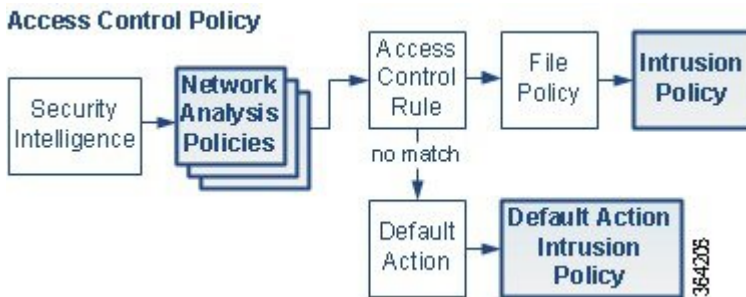 Access Control Policy
Security
Intelligence
Network
Analysis
Policies
Access
Control
Rule
File
Policy
Intrusion
Policy
no match
Default
Action
Default Action
Intrusion
Policy
364206